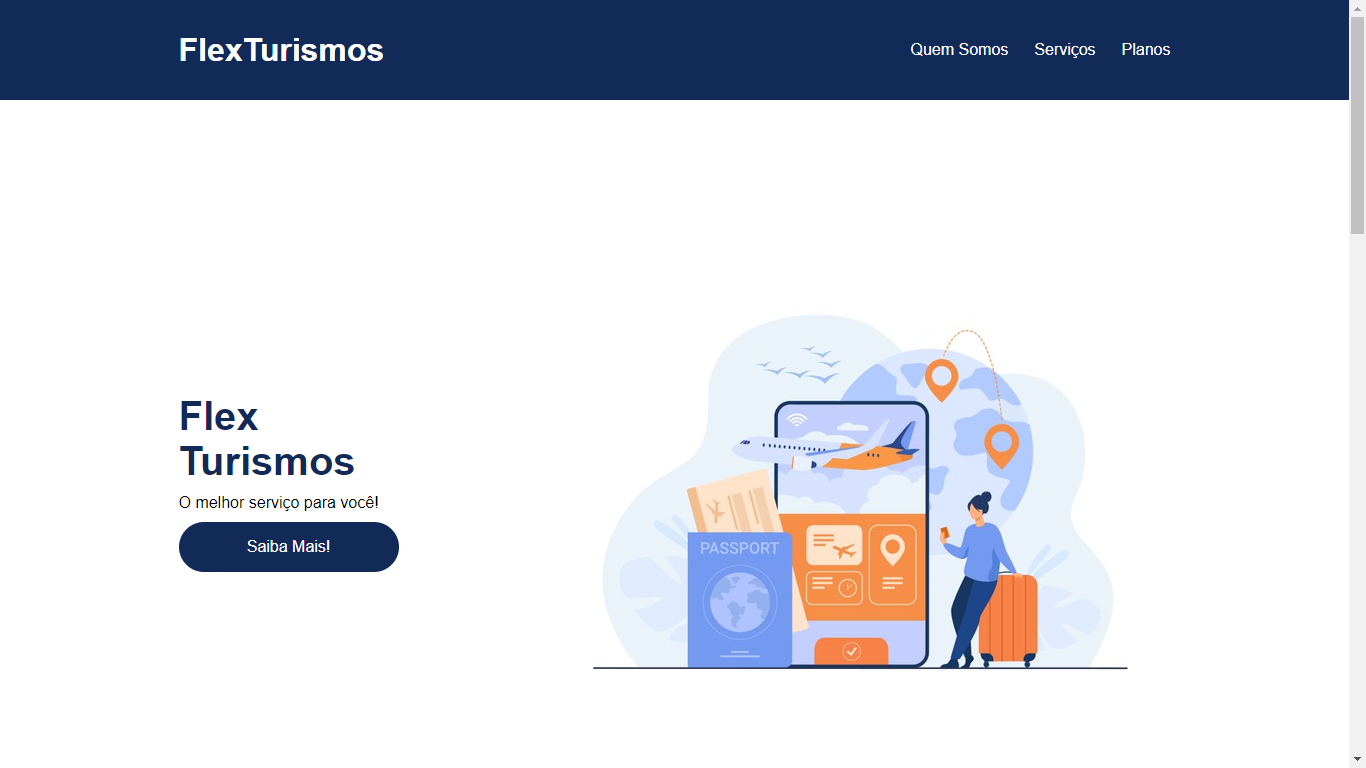 FlexTurismos
Quem Somos Serviços Planos
Flex
Turismos
O melhor serviço para você!
Saiba Mais!
PASSPORT